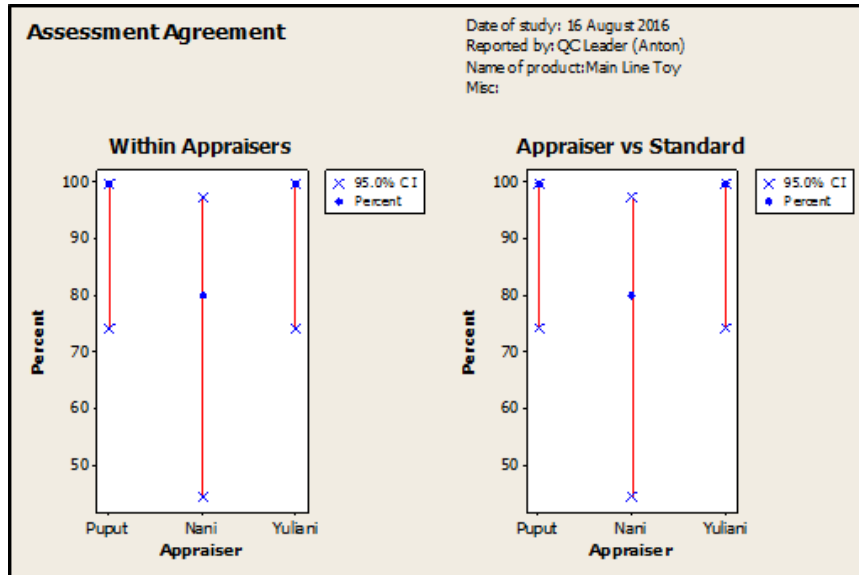 Assessment Agreement
Date of study: 16 August 2016
Reported by: QC Leader (Anton)
Name of product: Main Line Toy
Misc:
Within Appraisers
100
90
80
70
60
50
Percent
Puput Nani Yuliani
Appraiser
95.0% CI
Percent
Appraiser vs Standard
100
90
80
70
60
50
Percent
Puput Nani Yuliani
Appraiser
95.0% CI
Percent